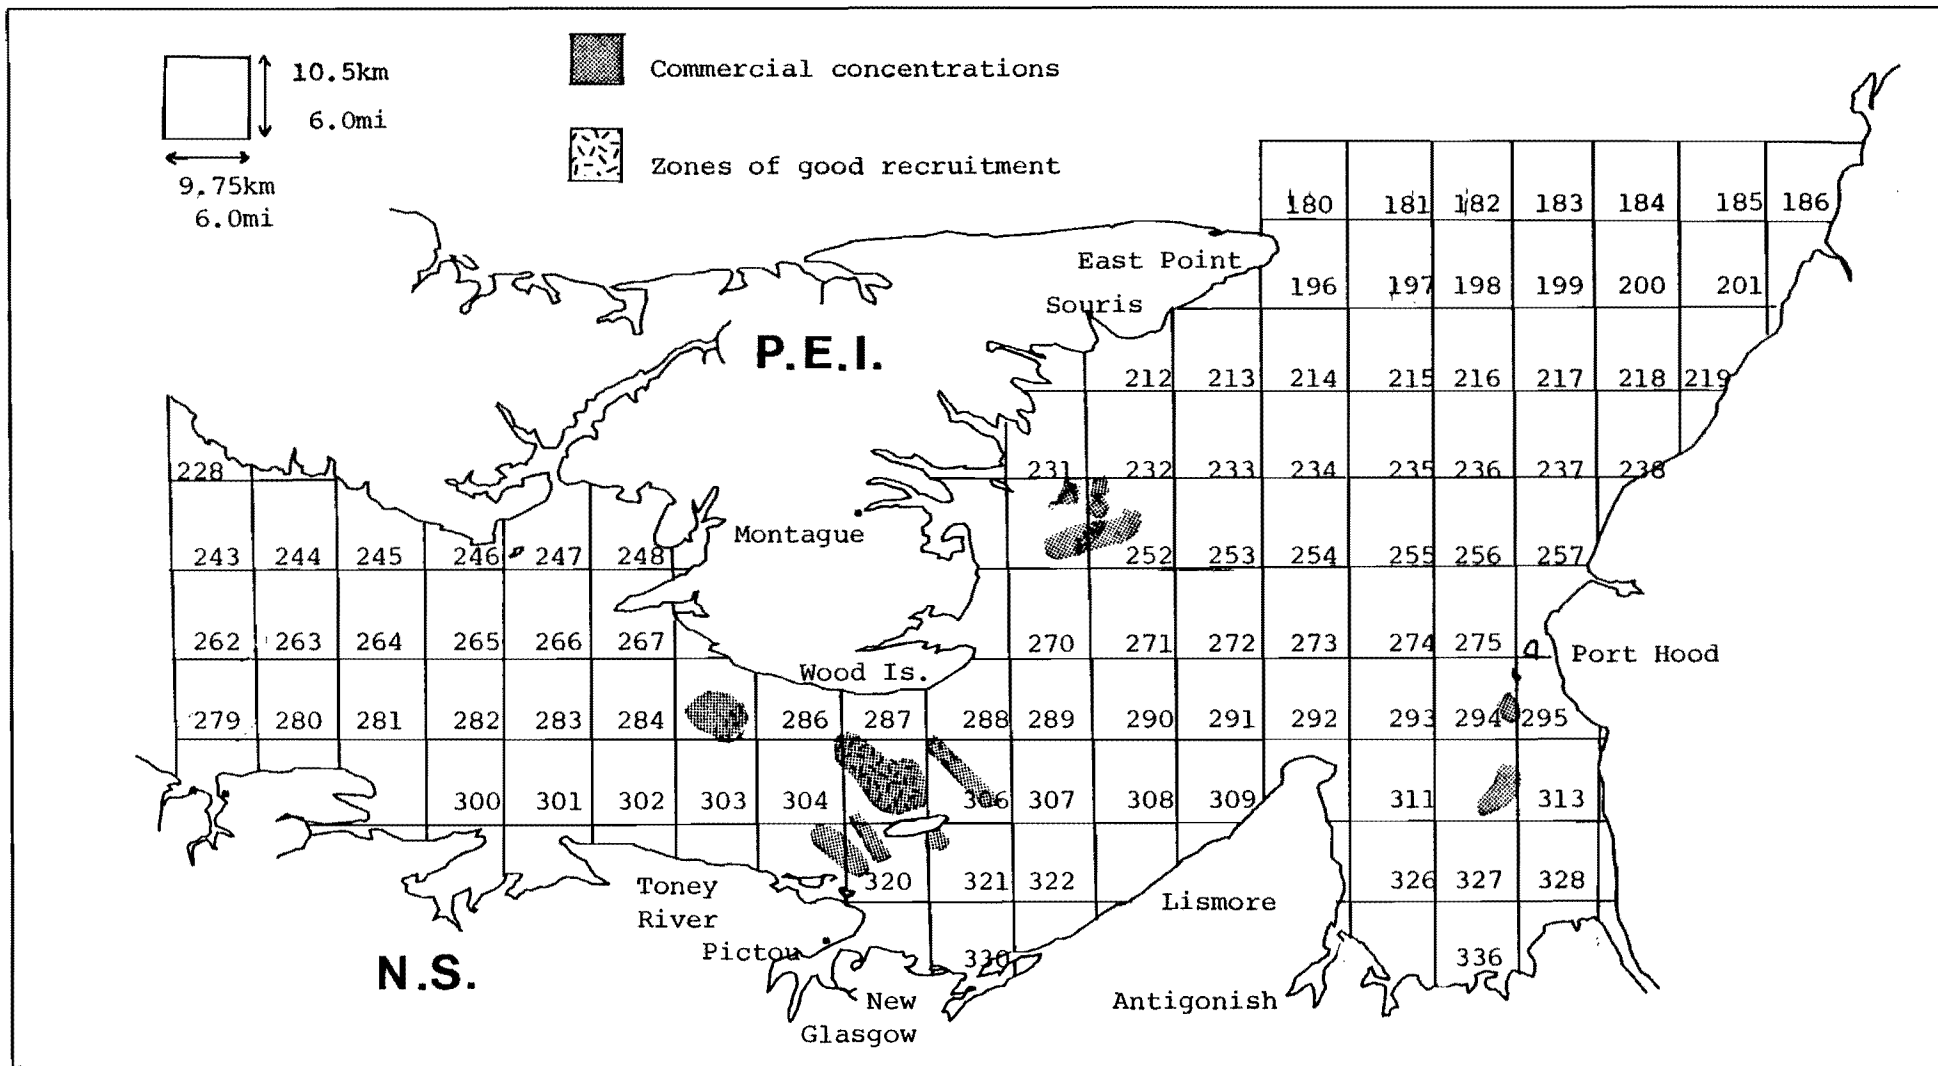 10.5km
6.0mi
9.75km
6.0mi
Commercial concentrations
Zones of good recruitment
180 181 182 183 184 185 186
East Point
196 197 198 199 200 201
Souris
P.E.I.
212 213 214 215 216 217 218 219
228
231 232 233 234 235 236 237 238
Montague
243 244 245 246 247 248
252 253 254 255 256 257
262 263 264 265 266 267
270 271 272 273 274 275
Port Hood
Wood Is.
279 280 281 282 283 284 286 287 288 289 290 291 292 293 294 295
300 301 302 303 304 306 307 308 309 311 313
Toney
River
320 321 322 326 327 328
Lismore
Pictou
N.S.
330 336
New
Glasgow
Antigonish